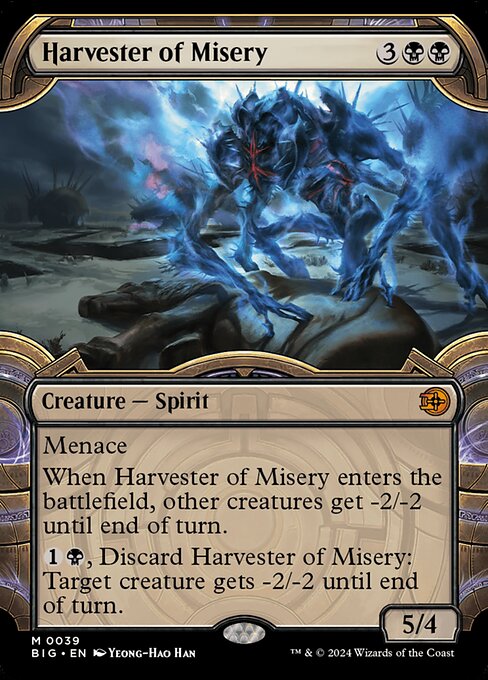 Harvester of Misery 3
Creature — Spirit
Menace
When Harvester of Misery enters the
battlefield, other creatures get -2/-2
until end of turn.
1 , Discard Harvester of Misery:
Target creature gets -2/-2 until end
of turn.
5/4
M 0039
BIG • EN Yeong-Hao Han
™ & © 2024 Wizards of the Coast